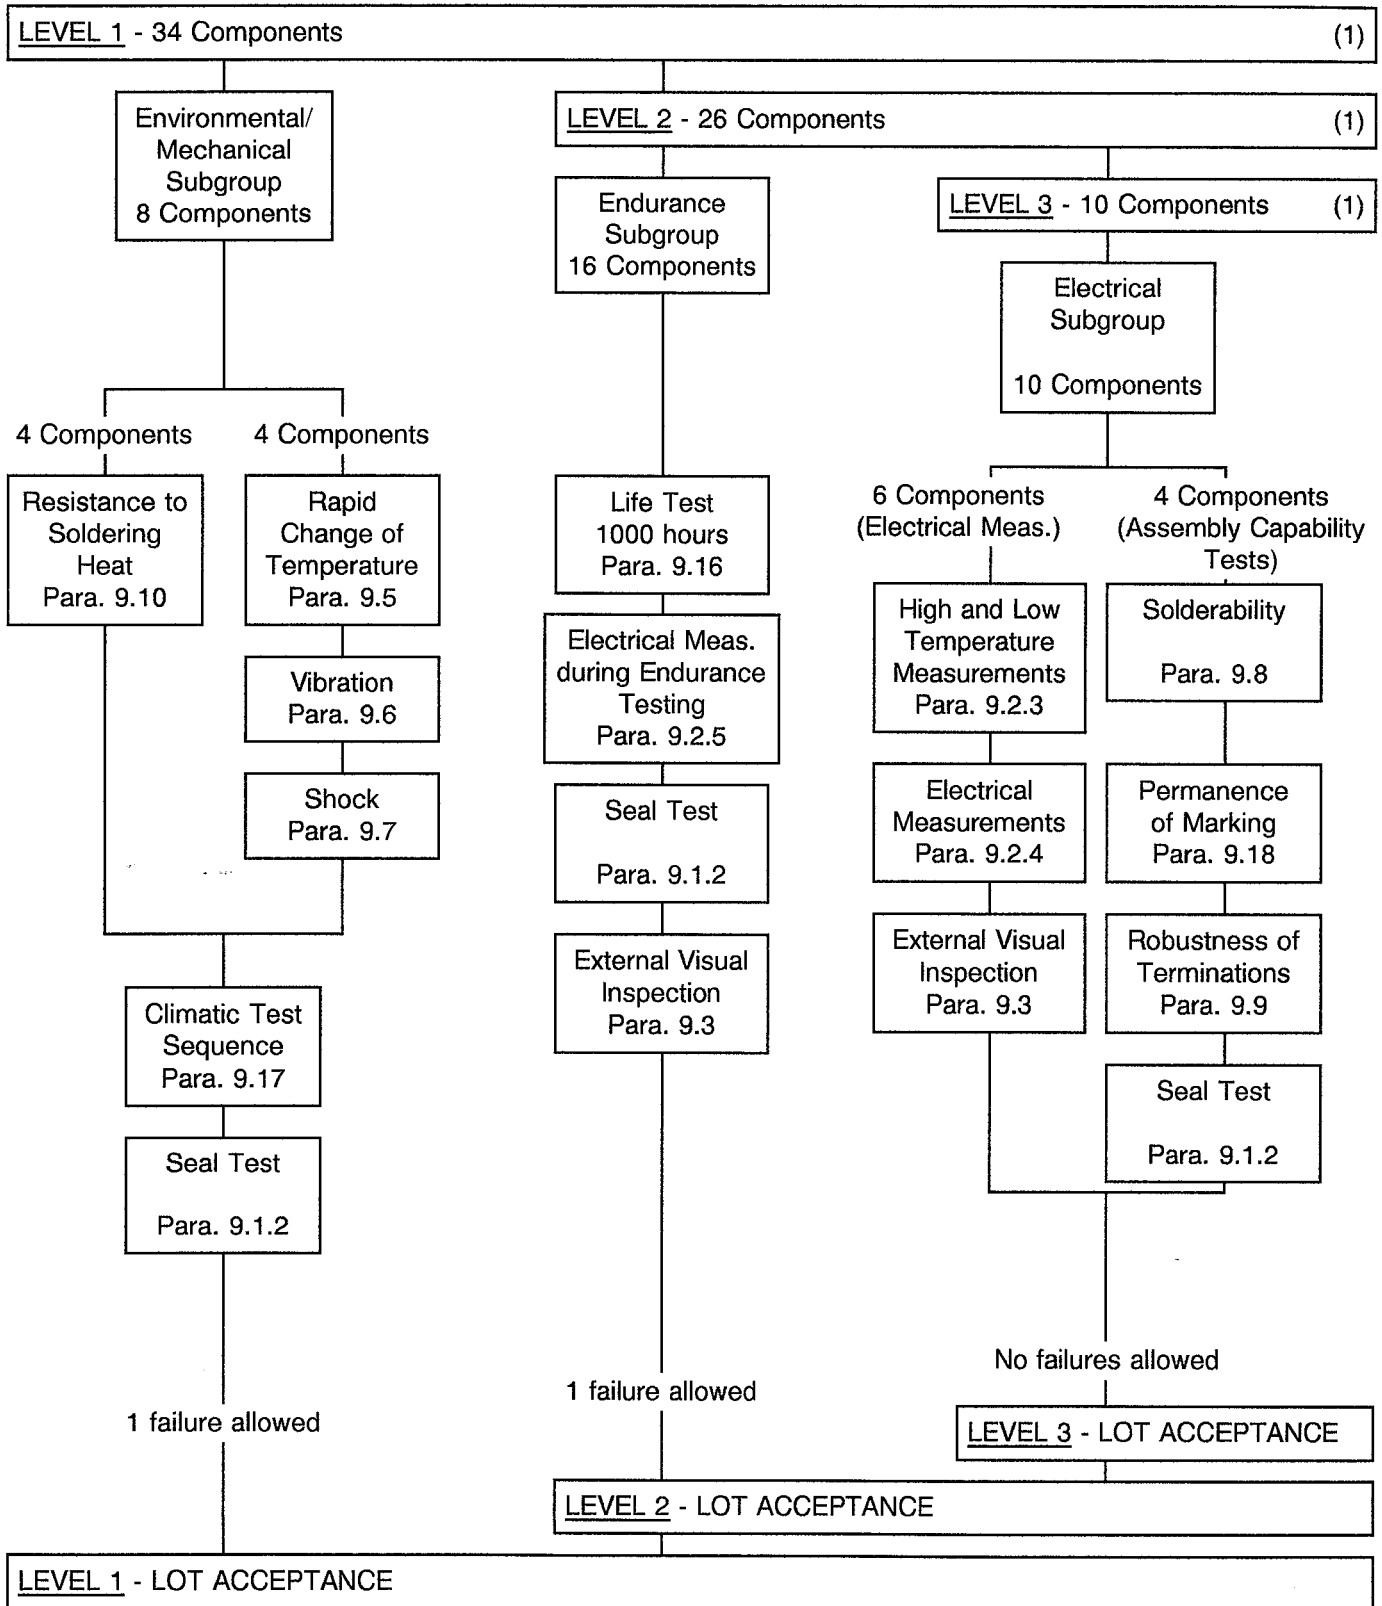 LEVEL 1 - 34 Components (1)
Environmental/
Mechanical
Subgroup
8 Components
LEVEL 2 - 26 Components (1)
Endurance
Subgroup
16 Components
LEVEL 3 - 10 Components (1)
Electrical
Subgroup
10 Components
4 Components
4 Components
Resistance to
Soldering
Heat
Para. 9.10
Rapid
Change of
Temperature
Para. 9.5
Vibration
Para. 9.6
Shock
Para. 9.7
Climatic Test
Sequence
Para. 9.17
Seal Test
Para. 9.1.2
1 failure allowed
Life Test
1000 hours
Para. 9.16
Electrical Meas.
during Endurance
Testing
Para. 9.2.5
Seal Test
Para. 9.1.2
External Visual
Inspection
Para. 9.3
1 failure allowed
6 Components
(Electrical Meas.)
High and Low
Temperature
Measurements
Para. 9.2.3
Electrical
Measurements
Para. 9.2.4
External Visual
Inspection
Para. 9.3
4 Components
(Assembly Capability
Tests)
Solderability
Para. 9.8
Permanence
of Marking
Para. 9.18
Robustness of
Terminations
Para. 9.9
Seal Test
Para. 9.1.2
No failures allowed
LEVEL 3 - LOT ACCEPTANCE
LEVEL 2 - LOT ACCEPTANCE
LEVEL 1 - LOT ACCEPTANCE